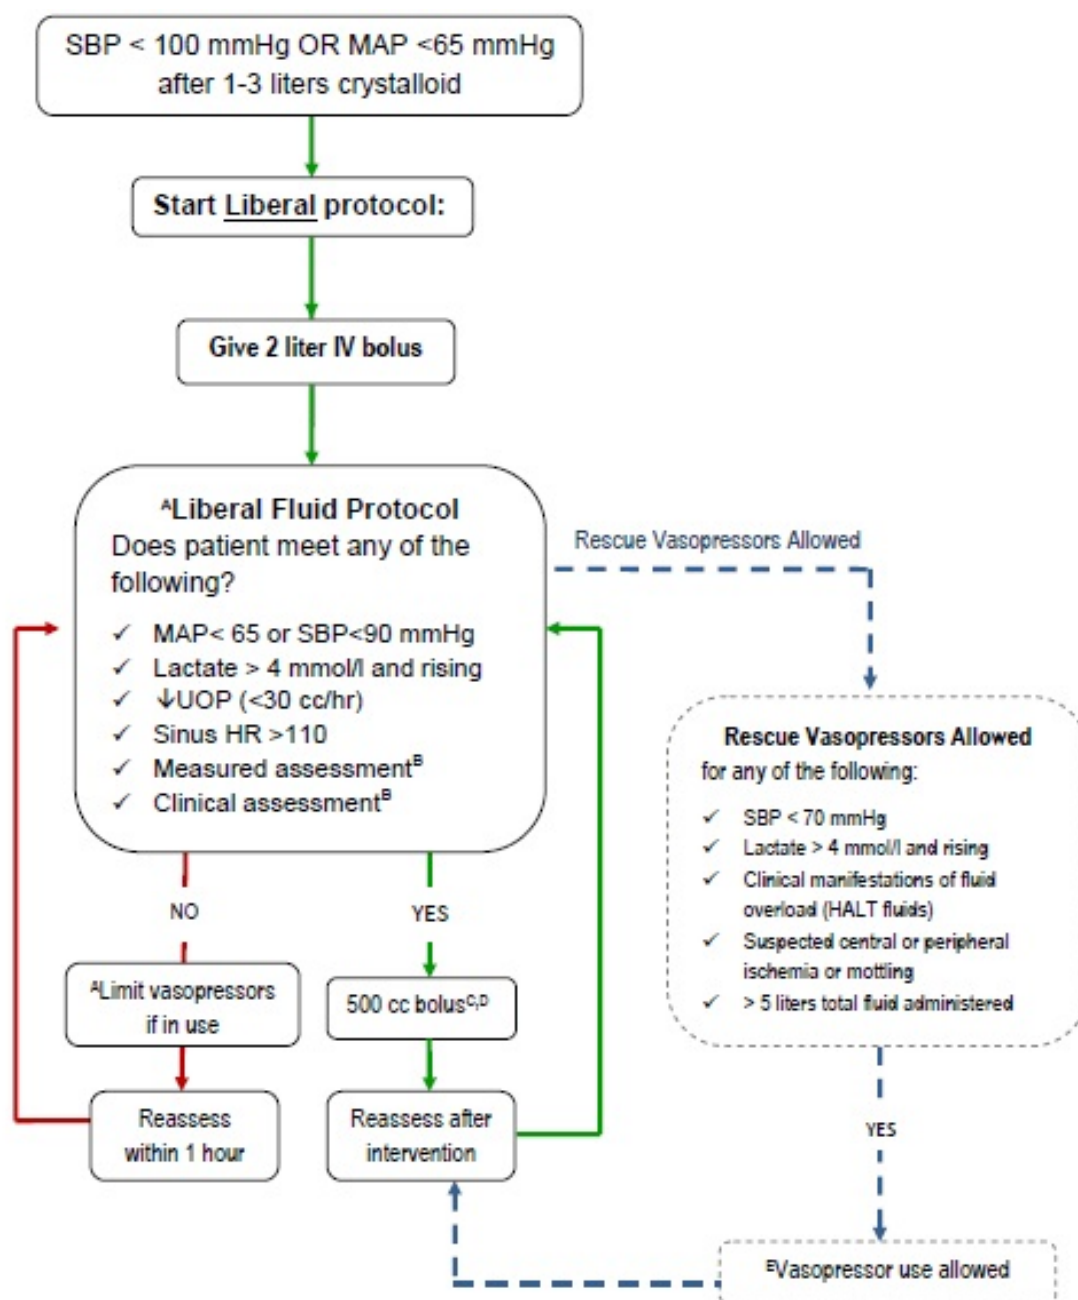 SBP < 100 mmHg OR MAP <65 mmHg
after 1-3 liters crystalloid
Start Liberal protocol:
Give 2 liter IV bolus
ᴬLiberal Fluid Protocol
Does patient meet any of the
following?
✓ MAP< 65 or SBP<90 mmHg
✓ Lactate > 4 mmol/l and rising
✓ ↓UOP (<30 cc/hr)
✓ Sinus HR >110
✓ Measured assessmentᴮ
✓ Clinical assessmentᴮ
NO
YES
ᴬLimit vasopressors
if in use
500 cc bolusᶜ,ᴰ
Reassess
within 1 hour
Reassess after
intervention
Rescue Vasopressors Allowed
Rescue Vasopressors Allowed
for any of the following:
✓ SBP < 70 mmHg
✓ Lactate > 4 mmol/l and rising
✓ Clinical manifestations of fluid
overload (HALT fluids)
✓ Suspected central or peripheral
ischemia or mottling
✓ > 5 liters total fluid administered
YES
ᴱVasopressor use allowed